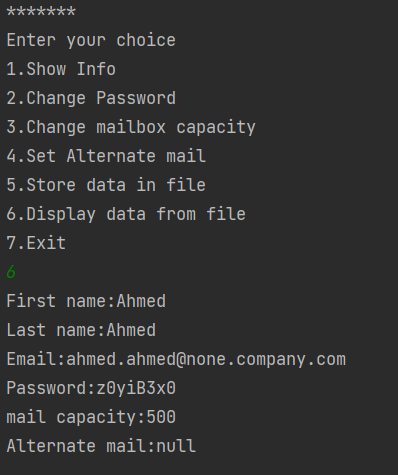 *******
Enter your choice
1.Show Info
2.Change Password
3.Change mailbox capacity
4.Set Alternate mail
5.Store data in file
6.Display data from file
7.Exit
6
First name:Ahmed
Last name:Ahmed
Email:ahmed.ahmed@none.company.com
Password:z0yiB3x0
mail capacity:500
Alternate mail:null